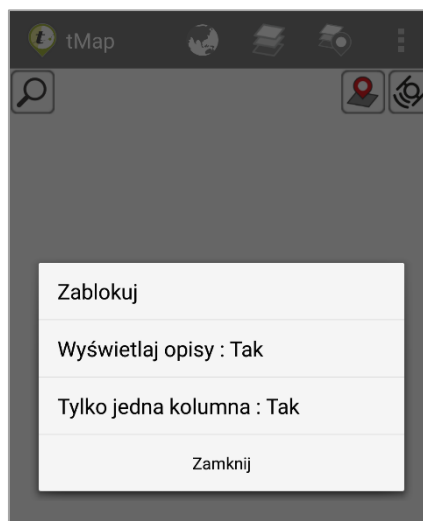 tMap
Zablokuj
Wyświetlaj opisy : Tak
Tylko jedna kolumna : Tak
Zamknij